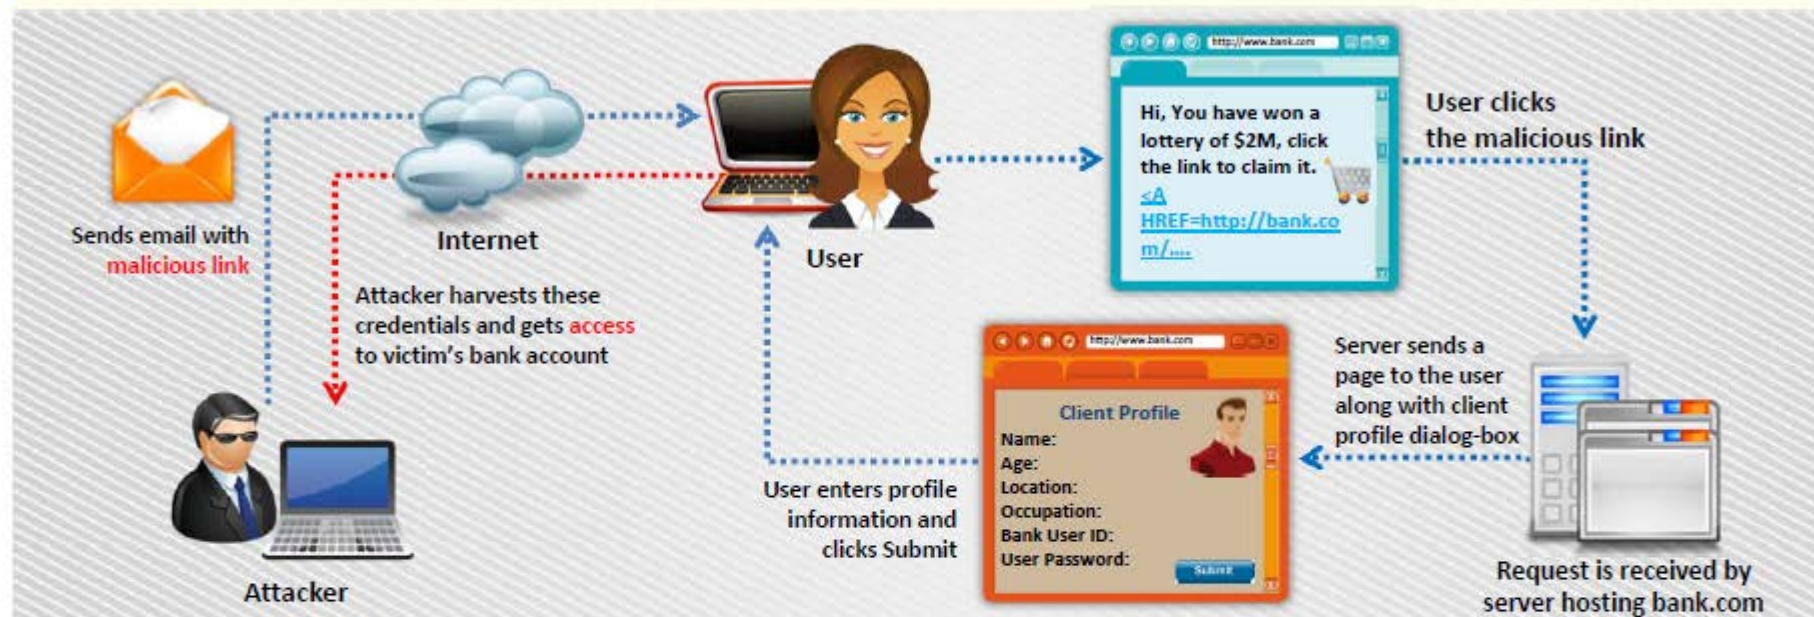 Sends email with
malicious link
Internet
Attacker harvests these
credentials and gets access
to victim's bank account
Attacker
User
http://www.bank.com
Hi, You have won a
lottery of $2M, click
the link to claim it.
<A
HREF=http://bank.co
m/....
User clicks
the malicious link
Request is received by
server hosting bank.com
Server sends a
page to the user
along with client
profile dialog-box
http://www.bank.com
Client Profile
Name:
Age:
Location:
Occupation:
Bank User ID:
User Password:
Submit
User enters profile
information and
clicks Submit